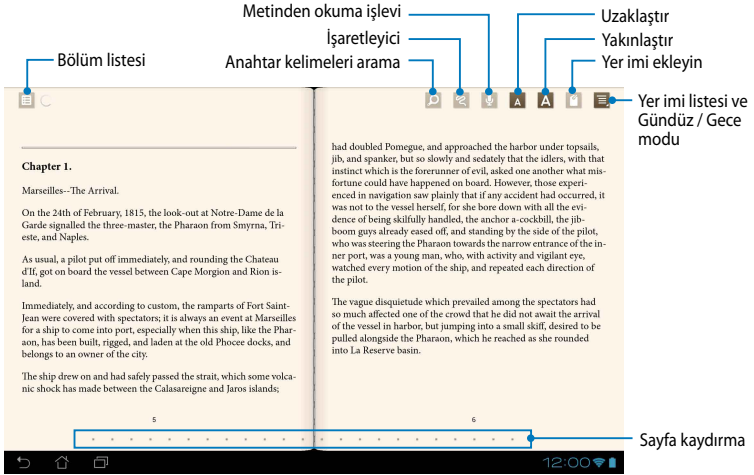 Metinden okuma işlevi
Uzaklaştır
İşaretleyici
Yakınlaştır
Bölüm listesi
Anahtar kelimeleri arama
Yer imi ekleyin
Yer imi listesi ve
Gündüz / Gece
modu
A
A
Chapter 1.
Marseilles--The Arrival.
On the 24th of February, 1815, the look-out at Notre-Dame de la
Garde signalled the three-master, the Pharaon from Smyrna, Tri-
este, and Naples.
As usual, a pilot put off immediately, and rounding the Chateau
d'If, got on board the vessel between Cape Morgion and Rion is-
land.
Immediately, and according to custom, the ramparts of Fort Saint-
Jean were covered with spectators; it is always an event at Marseilles
for a ship to come into port, especially when this ship, like the Phar-
aon, has been built, rigged, and laden at the old Phocee docks, and
belongs to an owner of the city.
The ship drew on and had safely passed the strait, which some volca-
nic shock has made between the Calasareigne and Jaros islands;
5
had doubled Pomegue, and approached the harbor under topsails,
jib, and spanker, but so slowly and sedately that the idlers, with that
instinct which is the forerunner of evil, asked one another what mis-
fortune could have happened on board. However, those experi-
enced in navigation saw plainly that if any accident had occurred, it
was not to the vessel herself, for she bore down with all the evi-
dence of being skilfully handled, the anchor a-cockbill, the jib-
boom guys already eased off, and standing by the side of the pilot,
who was steering the Pharaon towards the narrow entrance of the in-
ner port, was a young man, who, with activity and vigilant eye,
watched every motion of the ship, and repeated each direction of
the pilot.
The vague disquietude which prevailed among the spectators had
so much affected one of the crowd that he did not await the arrival
of the vessel in harbor, but jumping into a small skiff, desired to be
pulled alongside the Pharaon, which he reached as she rounded
into La Reserve basin.
6
Sayfa kaydırma
12:00